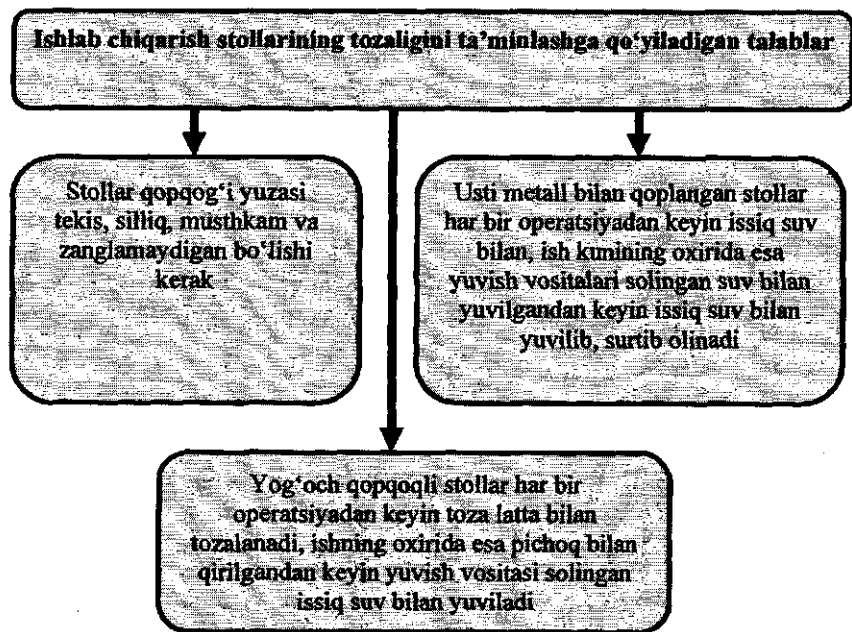 Ishlab chiqarish stollarining tozaligini ta’minlashga qo‘yiladigan talablar
Stollar qopqog‘i yuzasi
tekis, silliq, musthkam va
zanglamaydigan bo‘lishi
kerak
Usti metall bilan qoplangan stollar
har bir operatsiyadan keyin issiq suv
bilan, ish kunining oxirida esa
yuvish vositalari solingan suv bilan
yuvilgandan keyin issiq suv bilan
yuvilib, surtib olinadi
Yog‘och qopqoqli stollar har bir
operatsiyadan keyin toza latta bilan
tozalanadi, ishning oxirida esa pichoq bilan
qirilgandan keyin yuvish vositasi solingan
issiq suv bilan yuviladi